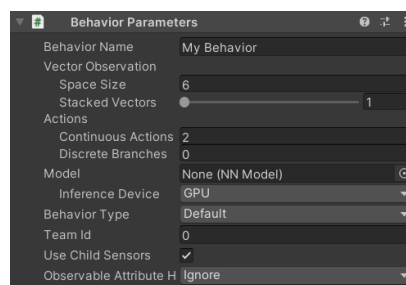 # Behavior Parameters
Behavior Name My Behavior
Vector Observation
Space Size 6
Stacked Vectors 1
Actions
Continuous Actions 2
Discrete Branches 0
Model None (NN Model)
Inference Device GPU
Behavior Type Default
Team Id 0
Use Child Sensors
Observable Attribute H Ignore